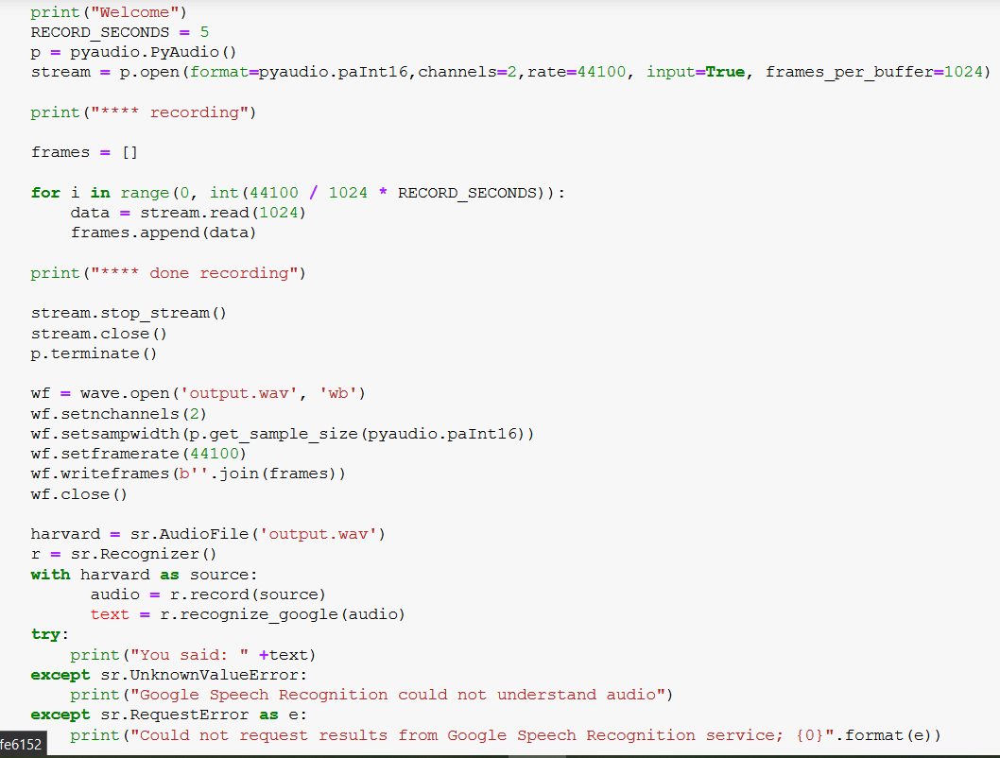 print("Welcome")
RECORD_SECONDS = 5
p = pyaudio.PyAudio()
stream = p.open(format=pyaudio.paInt16,channels=2,rate=44100, input=True, frames_per_buffer=1024)
print("**** recording")
frames = []
for i in range(0, int(44100 / 1024 * RECORD_SECONDS)):
    data = stream.read(1024)
    frames.append(data)
print("**** done recording")
stream.stop_stream()
stream.close()
p.terminate()
wf = wave.open('output.wav', 'wb')
wf.setnchannels(2)
wf.setsampwidth(p.get_sample_size(pyaudio.paInt16))
wf.setframerate(44100)
wf.writeframes(b''.join(frames))
wf.close()
harvard = sr.AudioFile('output.wav')
r = sr.Recognizer()
with harvard as source:
      audio = r.record(source)
      text = r.recognize_google(audio)
try:
    print("You said: " +text)
except sr.UnknownValueError:
    print("Google Speech Recognition could not understand audio")
except sr.RequestError as e:
    print("Could not request results from Google Speech Recognition service; {0}".format(e))
fe6152